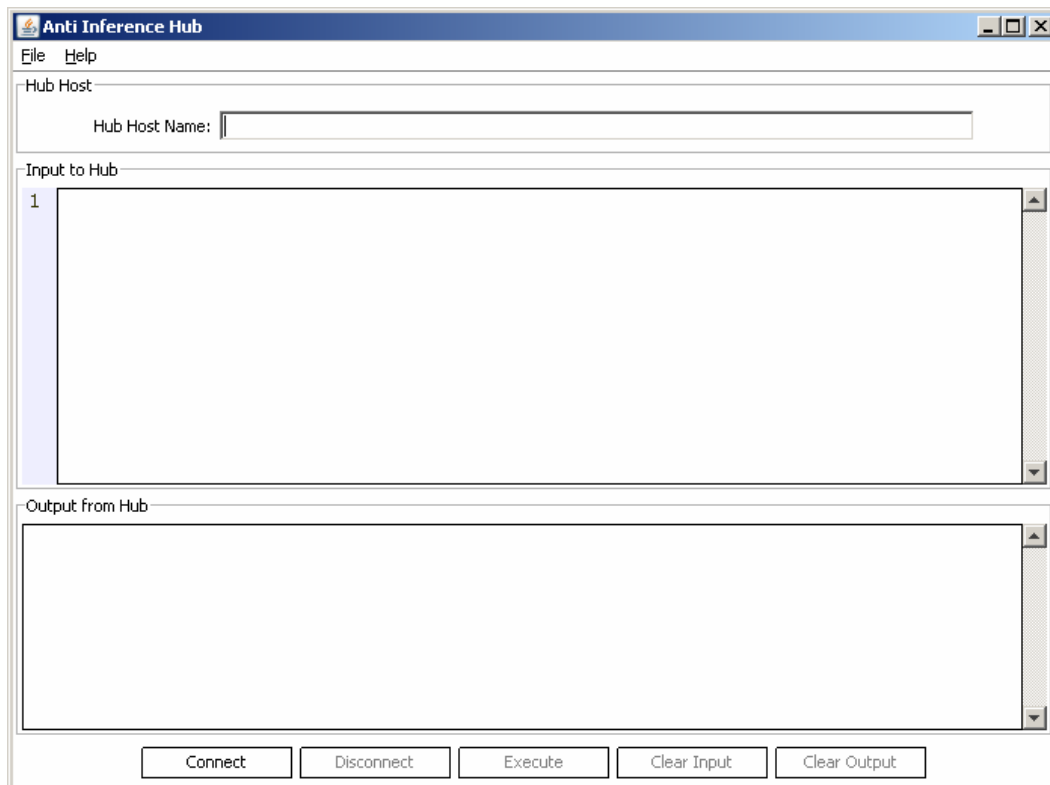 Anti Inference Hub
File Help
Hub Host
Hub Host Name:
Input to Hub
1
Output from Hub
Connect Disconnect Execute Clear Input Clear Output